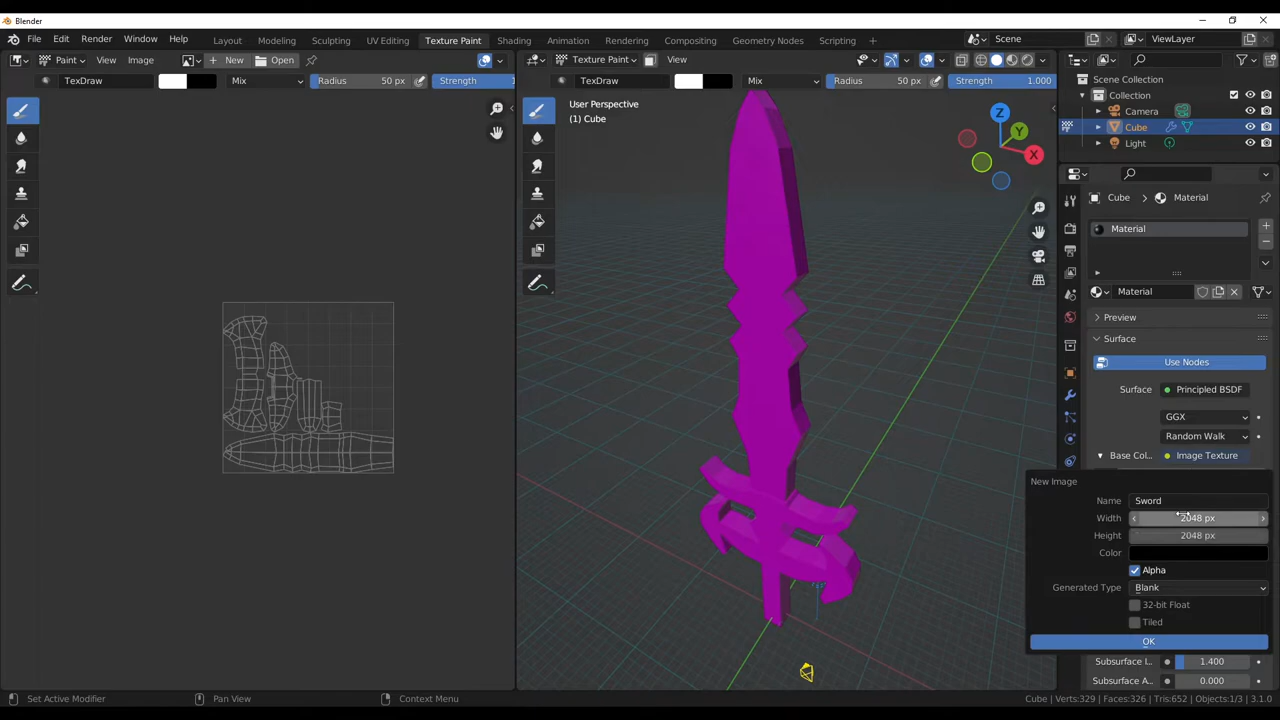 Blender
File Edit Render Window Help Layout Modeling Sculpting UV Editing Texture Paint Shading Animation Rendering Compositing Geometry Nodes Scripting Scene ViewLayer
Paint View Image New Open Texture Paint View
TexDraw Mix Radius 50 px Strength 1 TexDraw Mix Radius 50 px Strength 1.000
Scene Collection
Collection
Camera
Cube
Light
User Perspective
(1) Cube
Z
Y
X
Cube Material
Material
Material
Preview
Surface
Use Nodes
Surface Principled BSDF
GGX
Random Walk
Base Col... Image Texture
New Image
Name Sword
Width 2048 px
Height 2048 px
Color
Alpha
Generated Type Blank
32-bit Float
Tiled
OK
Subsurface I... 1.400
Subsurface A... 0.000
Set Active Modifier Pan View Context Menu Cube | Verts:329 | Faces:326 | Tris:652 | Objects:1/3 | 3.1.0